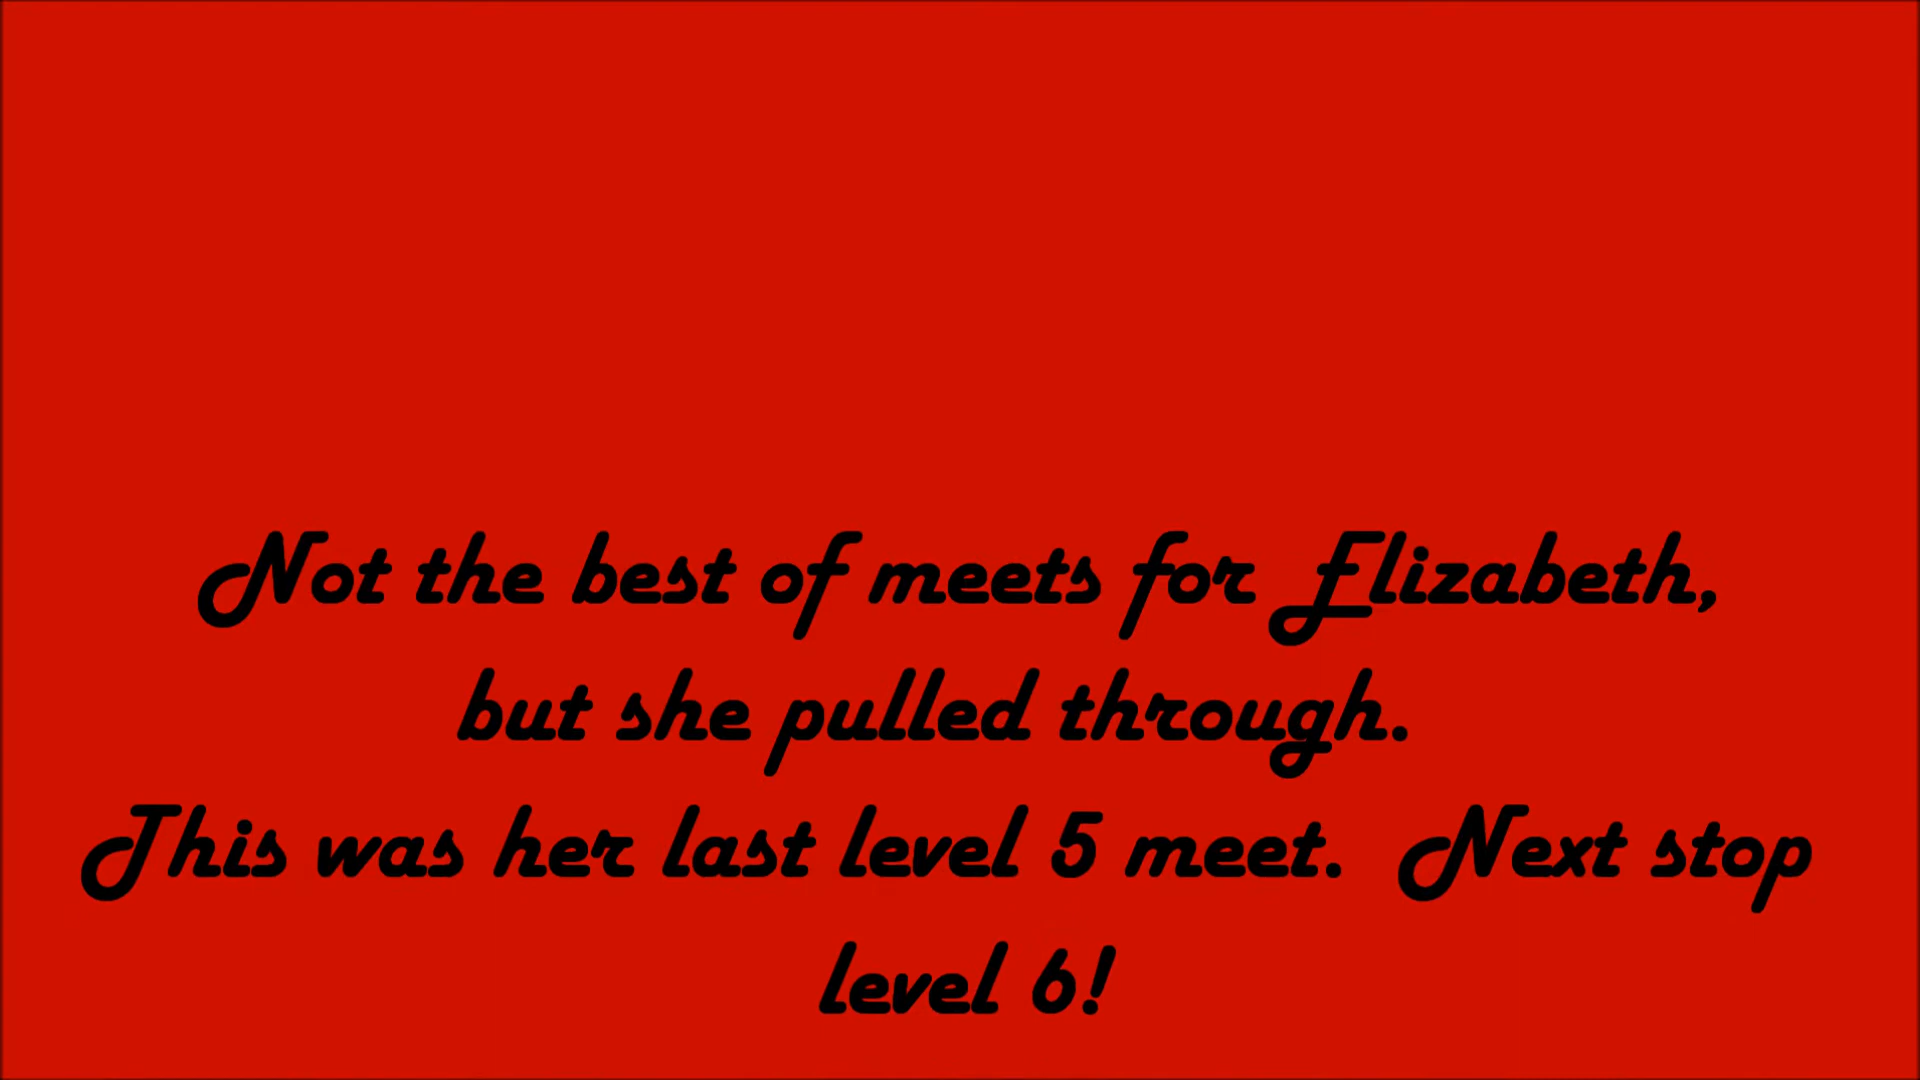 Not the best of meets for Elizabeth,
but she pulled through.
This was her last level 5 meet.  Next stop
level 6!